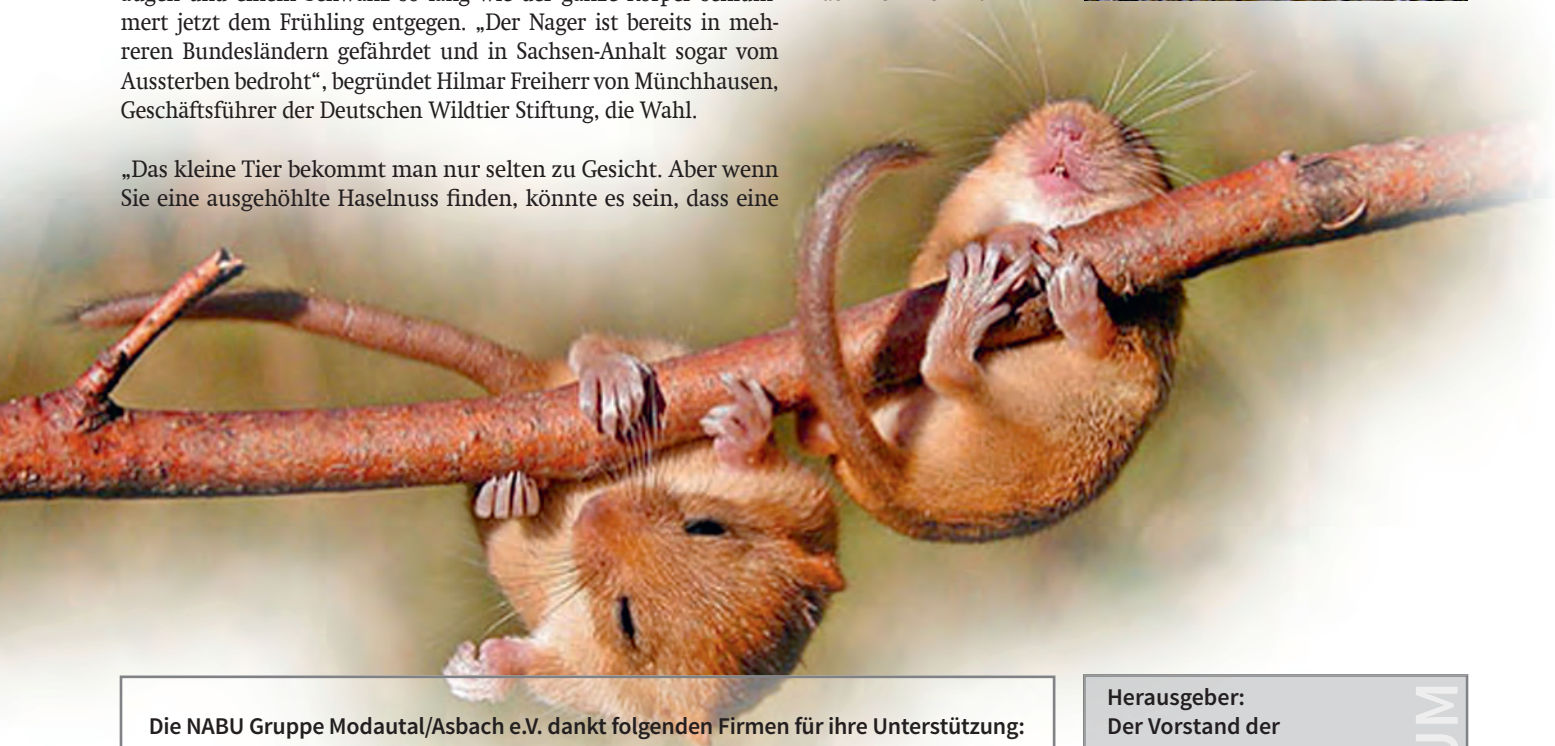 mert jetzt dem Frühling entgegen. „Der Nager ist bereits in meh-
reren Bundesländern gefährdet und in Sachsen-Anhalt sogar vom
Aussterben bedroht“, begründet Hilmar Freiherr von Münchhausen,
Geschäftsführer der Deutschen Wildtier Stiftung, die Wahl.
„Das kleine Tier bekommt man nur selten zu Gesicht. Aber wenn
Sie eine ausgehöhlte Haselnuss finden, könnte es sein, dass eine
Die NABU Gruppe Modautal/Asbach e.V. dankt folgenden Firmen für ihre Unterstützung:
Herausgeber:
Der Vorstand der
UM